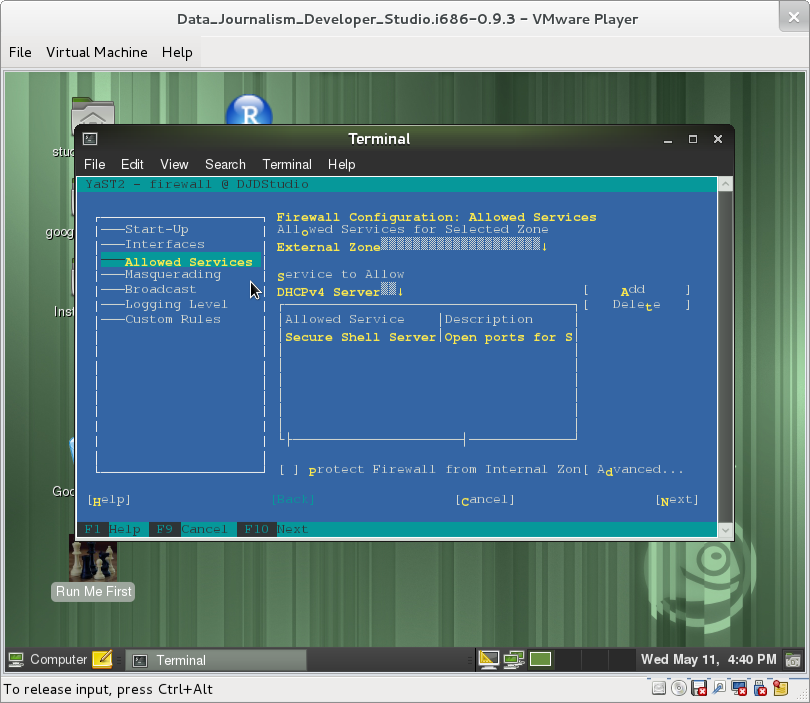 Data_Journalism_Developer_Studio.i686-0.9.3 - VMware Player
File Virtual Machine Help
R
Terminal
File Edit View Search Terminal Help
YaST2 - firewall @ DJDStudio
Firewall Configuration: Allowed Services
Start-Up
Allowed Services for Selected Zone
Interfaces
External Zone
Allowed Services
Masquerading
Service to Allow
Broadcast
DHCPv4 Server
[ Add ]
Logging Level
[ Delete ]
Custom Rules
Allowed Service Description
Secure Shell Server Open ports for S
[ ] Protect Firewall from Internal Zon[ Advanced...
[Help] [Back] [Cancel] [Next]
F1 Help F9 Cancel F10 Next
stud
goog
Inst
Goo
Run Me First
Computer Terminal Wed May 11, 4:40 PM
To release input, press Ctrl+Alt